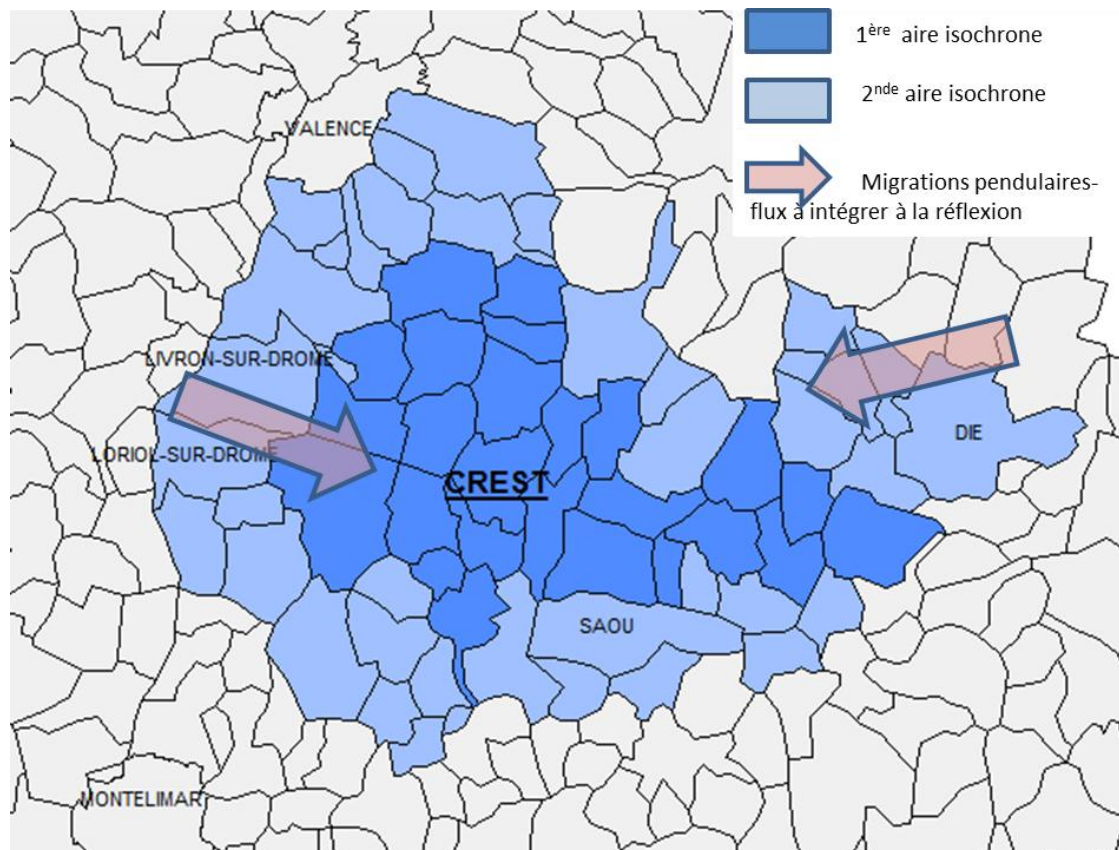 1ère aire isochrone
2nde aire isochrone
Migrations pendulaires-
flux à intégrer à la réflexion
VALENCE
LIVRON-SUR-DROME
LORIOL-SUR-DROME
DIE
CREST
SAOU
MONTELIMAR